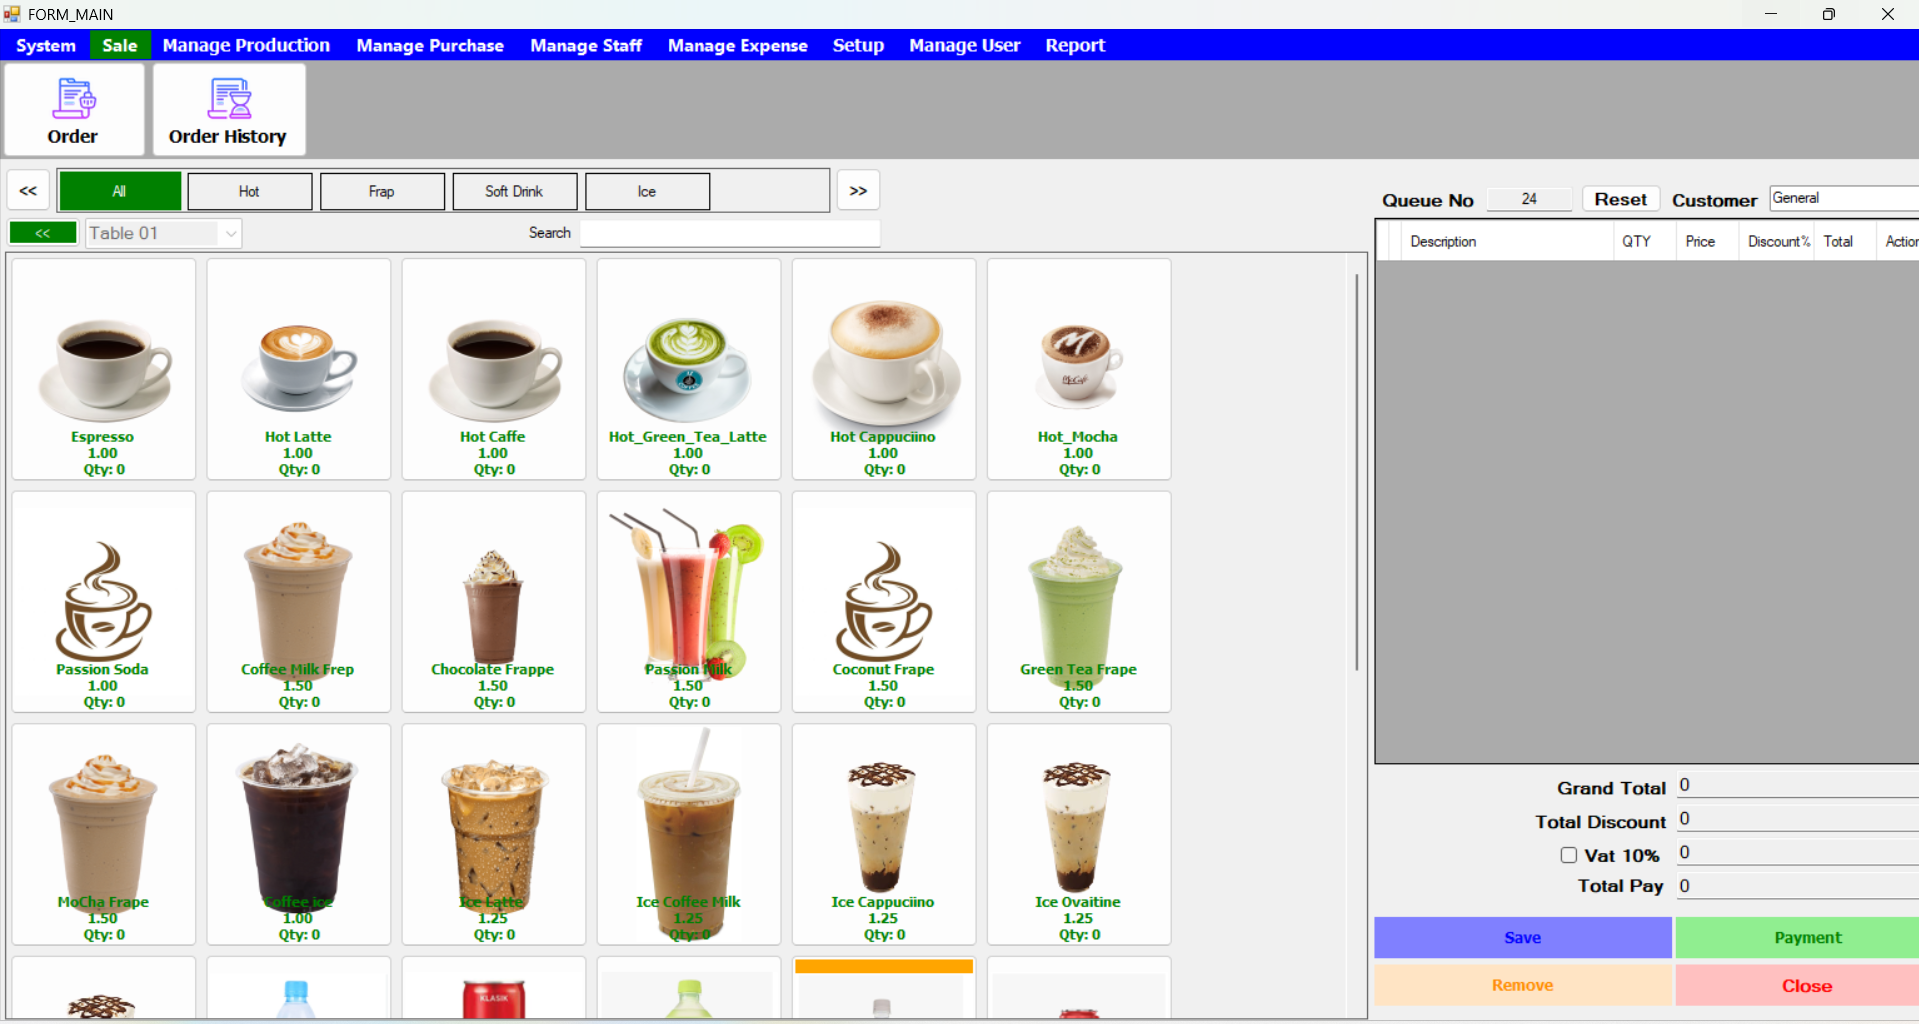 FORM_MAIN
System Sale Manage Production Manage Purchase Manage Staff Manage Expense Setup Manage User Report
Order Order History
<< All Hot Frap Soft Drink Ice >>
Queue No 24 Reset Customer General
<< Table 01 Search
Description QTY Price Discount% Total Action
Espresso Hot Latte Hot Caffe Hot_Green_Tea_Latte Hot Cappuciino Hot_Mocha
1.00 1.00 1.00 1.00 1.00 1.00
Qty: 0 Qty: 0 Qty: 0 Qty: 0 Qty: 0 Qty: 0
Passion Soda Coffee Milk Frep Chocolate Frappe Passion Milk Coconut Frape Green Tea Frape
1.00 1.50 1.50 1.50 1.50 1.50
Qty: 0 Qty: 0 Qty: 0 Qty: 0 Qty: 0 Qty: 0
MoCha Frape Coffee ice Ice Latte Ice Coffee Milk Ice Cappuciino Ice Ovaitine
1.50 1.00 1.25 1.25 1.25 1.25
Qty: 0 Qty: 0 Qty: 0 Qty: 0 Qty: 0 Qty: 0
KLASIK
Grand Total 0
Total Discount 0
Vat 10% 0
Total Pay 0
Save Payment
Remove Close